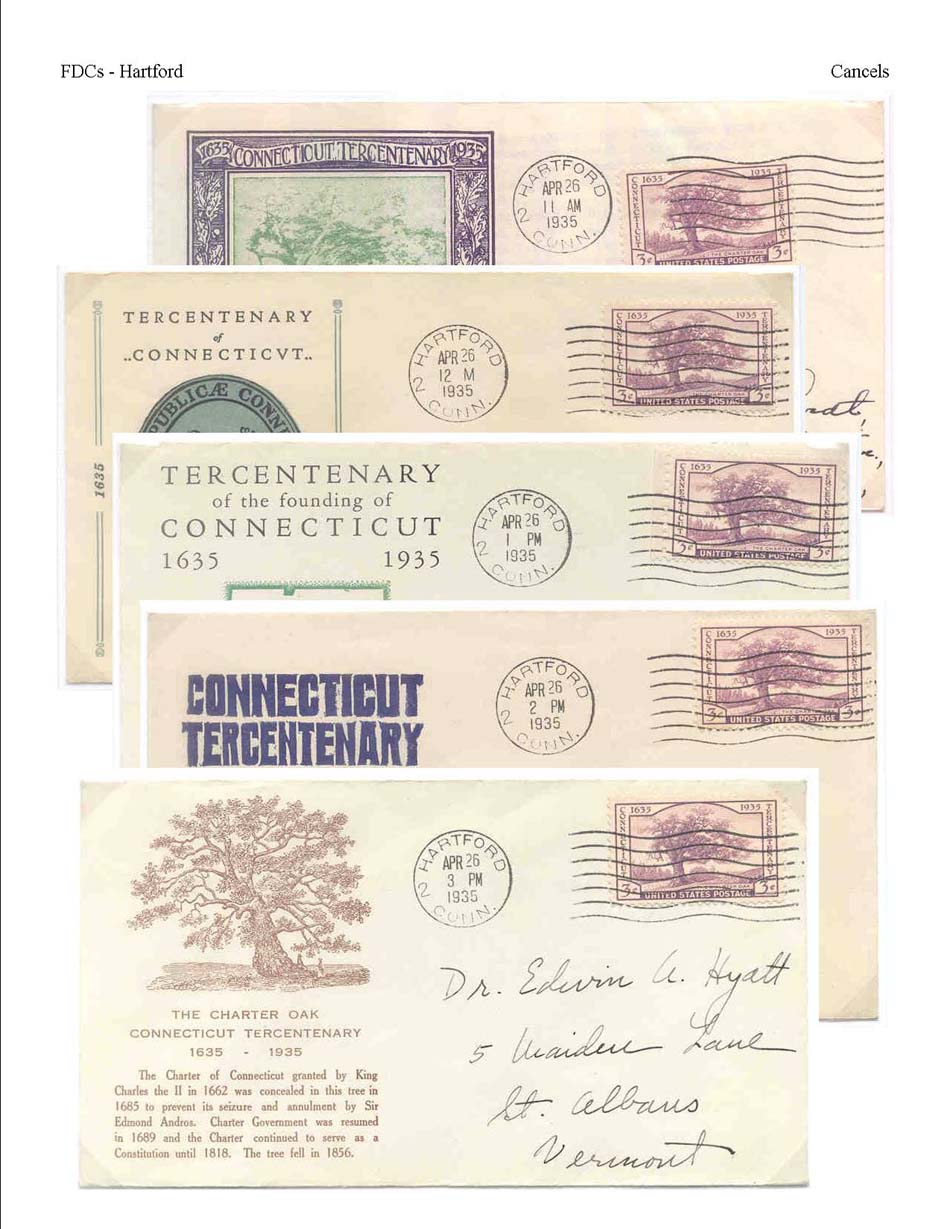 FDCs - Hartford
Cancels
1635 CONNECTICUT TERCENTENARY 1935
HARTFORD
APR 26
11 AM
1935
2 CONN.
1635 1935
CONNECTICUT
TERCENTENARY
THE CHARTER OAK
3c UNITED STATES POSTAGE 3c
TERCENTENARY
of
..CONNECTICVT..
PUBLICÆ CONN
1635
HARTFORD
APR 26
12 M
1935
2 CONN.
1635 1935
CONNECTICUT
TERCENTENARY
THE CHARTER OAK
3c UNITED STATES POSTAGE 3c
TERCENTENARY
of the founding of
CONNECTICUT
1635 1935
HARTFORD
APR 26
1 PM
1935
2 CONN.
1635 1935
CONNECTICUT
TERCENTENARY
THE CHARTER OAK
3c UNITED STATES POSTAGE 3c
CONNECTICUT
TERCENTENARY
HARTFORD
APR 26
2 PM
1935
2 CONN.
1635 1935
CONNECTICUT
TERCENTENARY
THE CHARTER OAK
3c UNITED STATES POSTAGE 3c
HARTFORD
APR 26
3 PM
1935
2 CONN.
1635 1935
CONNECTICUT
TERCENTENARY
THE CHARTER OAK
3c UNITED STATES POSTAGE 3c
THE CHARTER OAK
CONNECTICUT TERCENTENARY
1635 - 1935
The Charter of Connecticut granted by King
Charles the II in 1662 was concealed in this tree in
1685 to prevent its seizure and annulment by Sir
Edmond Andros. Charter Government was resumed
in 1689 and the Charter continued to serve as a
Constitution until 1818. The tree fell in 1856.
Dr. Edwin A. Hyatt
5 Maiden Lane
St. Albans
Vermont